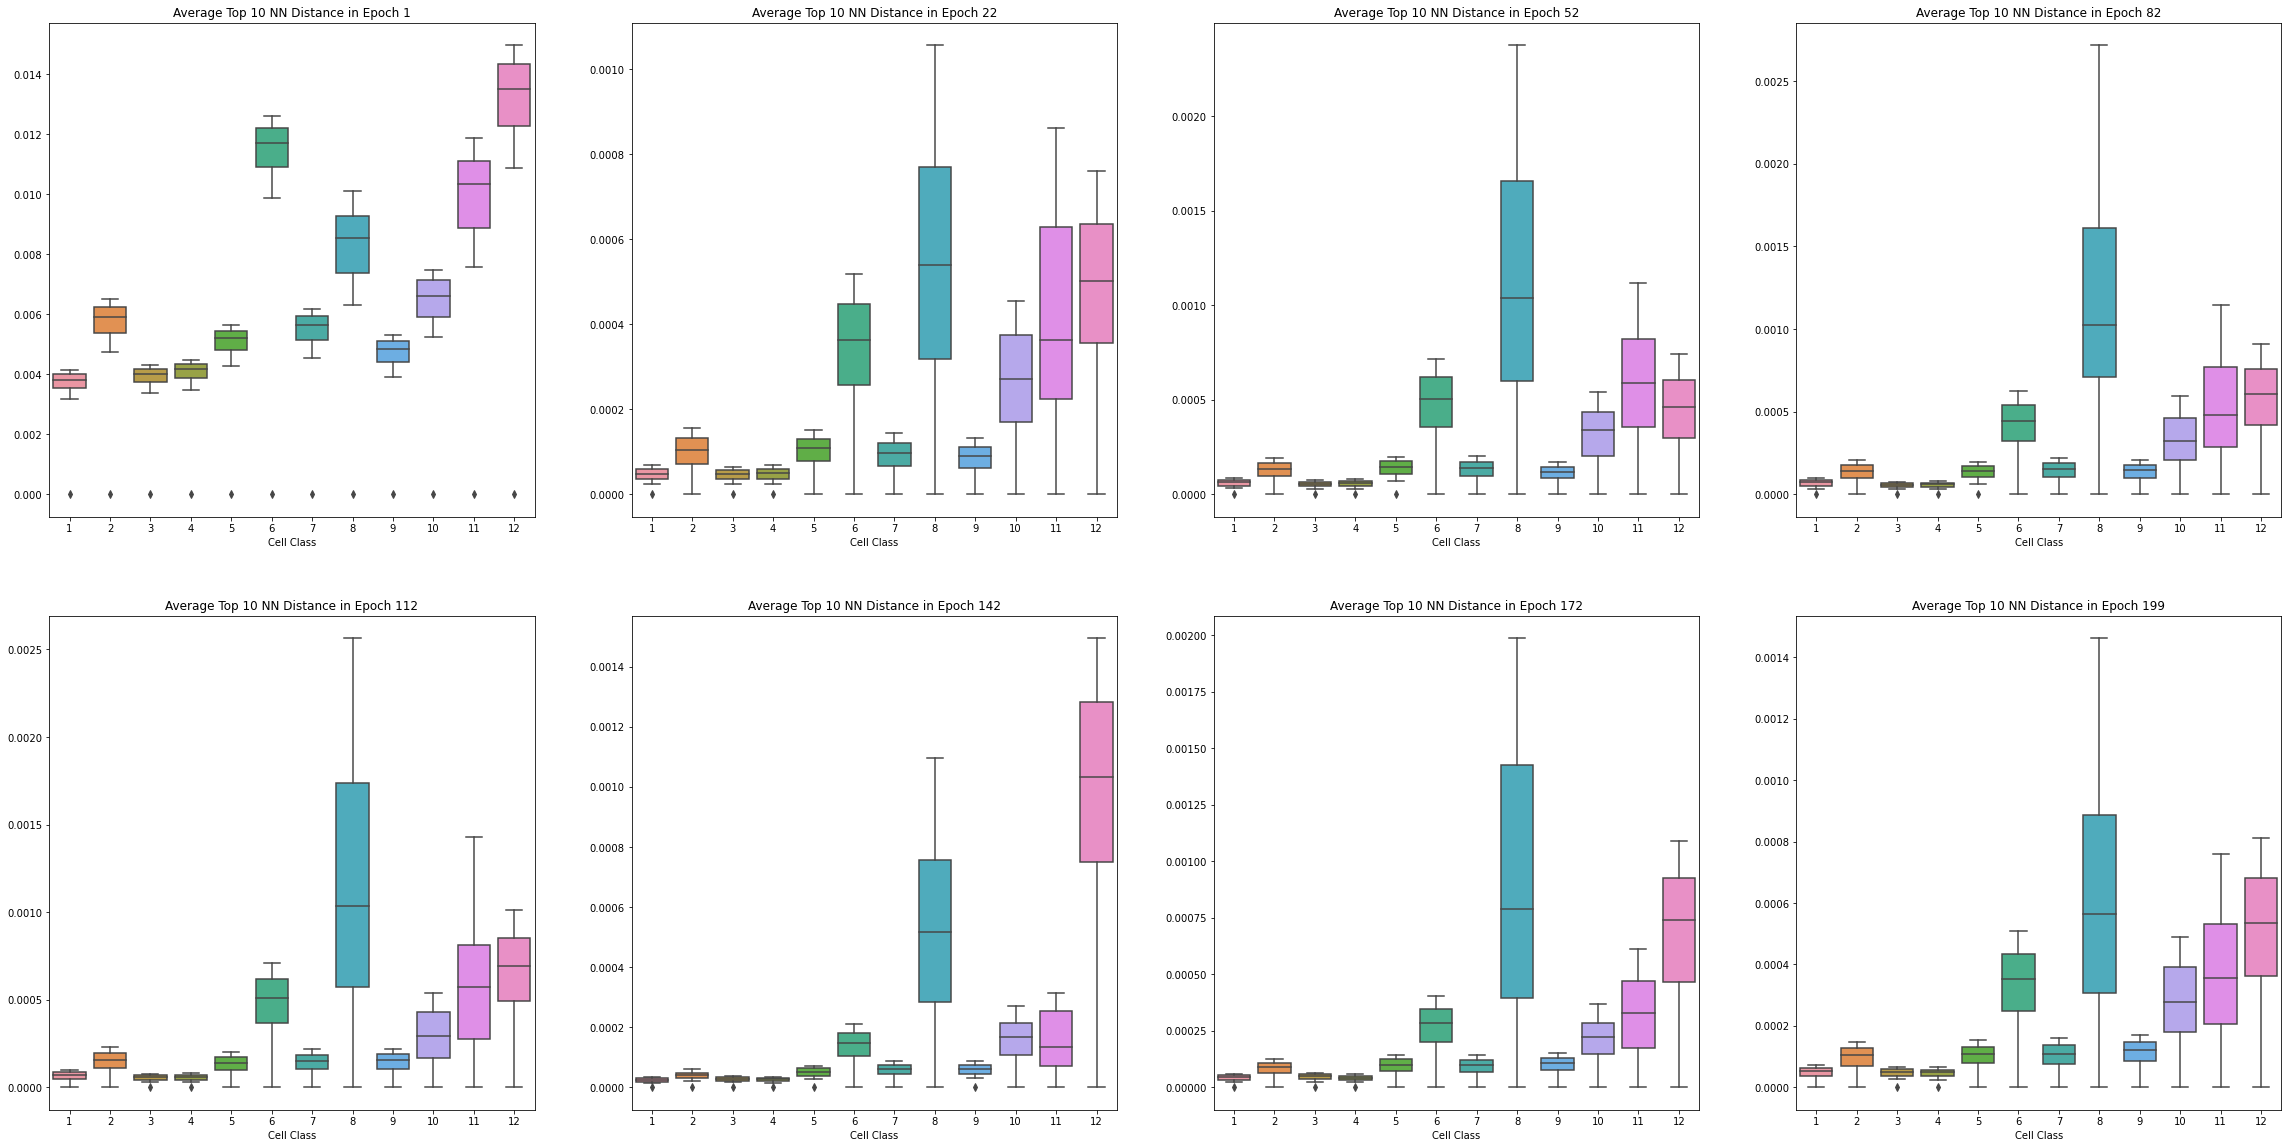 Average Top 10 NN Distance in Epoch 1
0.014
0.012
0.010
0.008
0.006
0.004
0.002
0.000
1 2 3 4 5 6 7 8 9 10 11 12
Cell Class
Average Top 10 NN Distance in Epoch 22
0.0010
0.0008
0.0006
0.0004
0.0002
0.0000
1 2 3 4 5 6 7 8 9 10 11 12
Cell Class
Average Top 10 NN Distance in Epoch 52
0.0020
0.0015
0.0010
0.0005
0.0000
1 2 3 4 5 6 7 8 9 10 11 12
Cell Class
Average Top 10 NN Distance in Epoch 82
0.0025
0.0020
0.0015
0.0010
0.0005
0.0000
1 2 3 4 5 6 7 8 9 10 11 12
Cell Class
Average Top 10 NN Distance in Epoch 112
0.0025
0.0020
0.0015
0.0010
0.0005
0.0000
1 2 3 4 5 6 7 8 9 10 11 12
Cell Class
Average Top 10 NN Distance in Epoch 142
0.0014
0.0012
0.0010
0.0008
0.0006
0.0004
0.0002
0.0000
1 2 3 4 5 6 7 8 9 10 11 12
Cell Class
Average Top 10 NN Distance in Epoch 172
0.00200
0.00175
0.00150
0.00125
0.00100
0.00075
0.00050
0.00025
0.00000
1 2 3 4 5 6 7 8 9 10 11 12
Cell Class
Average Top 10 NN Distance in Epoch 199
0.0014
0.0012
0.0010
0.0008
0.0006
0.0004
0.0002
0.0000
1 2 3 4 5 6 7 8 9 10 11 12
Cell Class